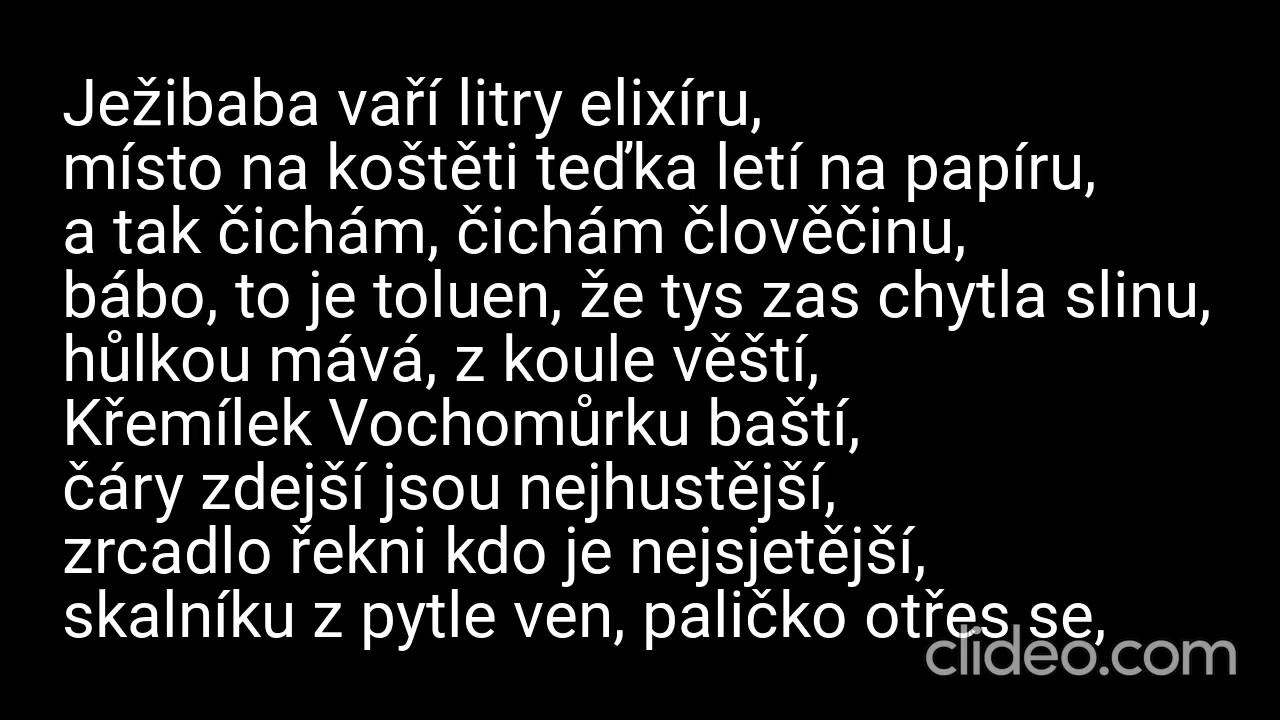 Ježibaba vaří litry elixíru,
místo na koštěti teďka letí na papíru,
a tak čichám, čichám člověčinu,
bábo, to je toluen, že tys zas chytla slinu,
hůlkou mává, z koule věští,
Křemílek Vochomůrku baští,
čáry zdejší jsou nejhustější,
zrcadlo řekni kdo je nejsjetější,
skalníku z pytle ven, paličko otřes se,
clideo.com